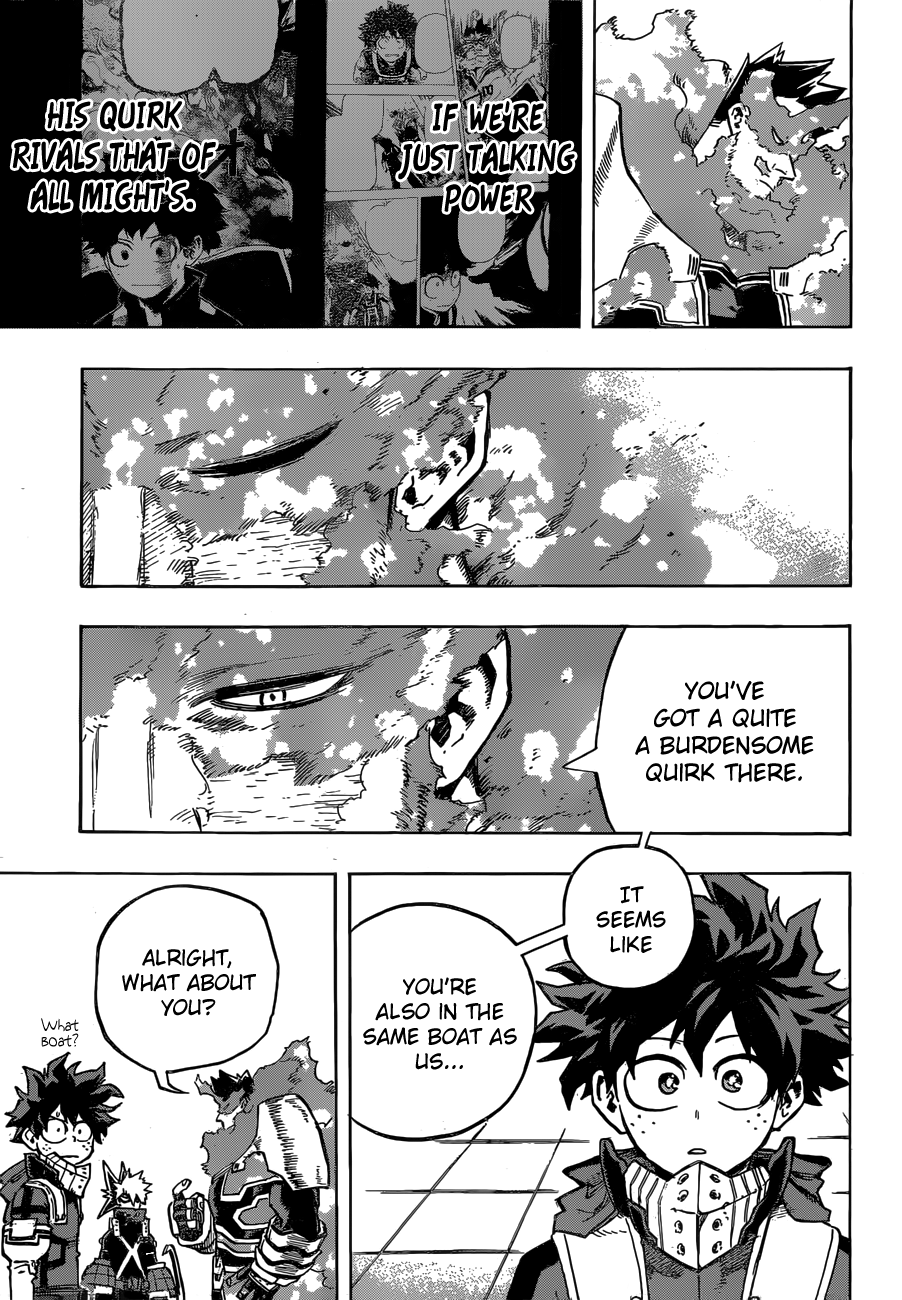 IF WE'RE
JUST TALKING
POWER
HIS QUIRK
RIVALS THAT OF
ALL MIGHT'S.
YOU'VE
GOT A QUITE
A BURDENSOME
QUIRK THERE.
IT
SEEMS
LIKE
YOU'RE
ALSO IN THE
SAME BOAT AS
US...
ALRIGHT,
WHAT ABOUT
YOU?
What
Boat?